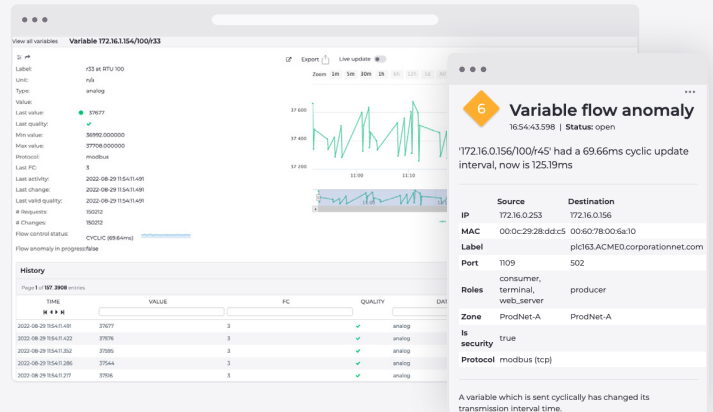 View all variables Variable 172.16.1.154/100/r33
Label: r33 at RTU 100
Unit: n/a
Type: analog
Value:
Last value: 37677
Last quality:
Min value: 36992.000000
Max value: 37708.000000
Protocol: modbus
Last FC: 3
Last activity: 2022-08-29 11:54:11.491
Last change: 2022-08-29 11:54:11.491
Last valid quality: 2022-08-29 11:54:11.491
# Requests: 150212
# Changes: 150212
Flow control status: CYCLIC (69.64ms)
Flow anomaly in progress: false
Export Live update
Zoom 1m 5m 30m 1h 6h 12h 1d All
37 600
37 400
37 200
11:00 11:10
History
Page 1 of 157, 3908 entries
TIME VALUE FC QUALITY DAT
2022-08-29 11:54:11.491 37677 3 analog
2022-08-29 11:54:11.422 37576 3 analog
2022-08-29 11:54:11.352 37595 3 analog
2022-08-29 11:54:11.286 37544 3 analog
2022-08-29 11:54:11.217 37516 3 analog
6
Variable flow anomaly
16:54:43.598 | Status: open
'172.16.0.156/100/r45' had a 69.66ms cyclic update
interval, now is 125.19ms
Source Destination
IP 172.16.0.253 172.16.0.156
MAC 00:0c:29:28:dd:c5 00:60:78:00:6a:10
Label plc163.ACME0.corporationnet.com
Port 1109 502
Roles consumer, terminal, web_server producer
Zone ProdNet-A ProdNet-A
Is security true
Protocol modbus (tcp)
A variable which is sent cyclically has changed its
transmission interval time.